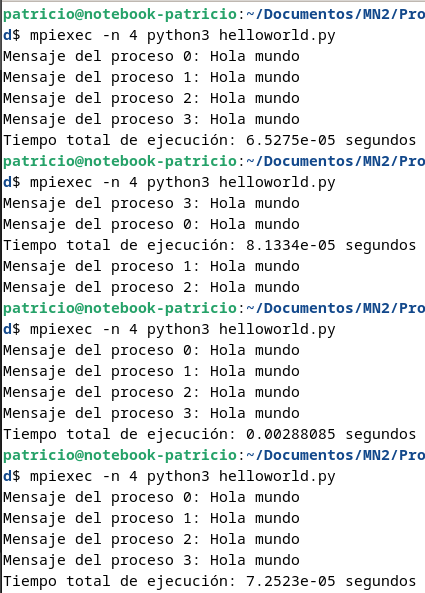 patricio@notebook-patricio:~/Documentos/MN2/Pro
d$ mpiexec -n 4 python3 helloworld.py
Mensaje del proceso 0: Hola mundo
Mensaje del proceso 1: Hola mundo
Mensaje del proceso 2: Hola mundo
Mensaje del proceso 3: Hola mundo
Tiempo total de ejecución: 6.5275e-05 segundos
patricio@notebook-patricio:~/Documentos/MN2/Pro
d$ mpiexec -n 4 python3 helloworld.py
Mensaje del proceso 3: Hola mundo
Mensaje del proceso 0: Hola mundo
Tiempo total de ejecución: 8.1334e-05 segundos
Mensaje del proceso 1: Hola mundo
Mensaje del proceso 2: Hola mundo
patricio@notebook-patricio:~/Documentos/MN2/Pro
d$ mpiexec -n 4 python3 helloworld.py
Mensaje del proceso 0: Hola mundo
Mensaje del proceso 1: Hola mundo
Mensaje del proceso 2: Hola mundo
Mensaje del proceso 3: Hola mundo
Tiempo total de ejecución: 0.00288085 segundos
patricio@notebook-patricio:~/Documentos/MN2/Pro
d$ mpiexec -n 4 python3 helloworld.py
Mensaje del proceso 0: Hola mundo
Mensaje del proceso 1: Hola mundo
Mensaje del proceso 2: Hola mundo
Mensaje del proceso 3: Hola mundo
Tiempo total de ejecución: 7.2523e-05 segundos